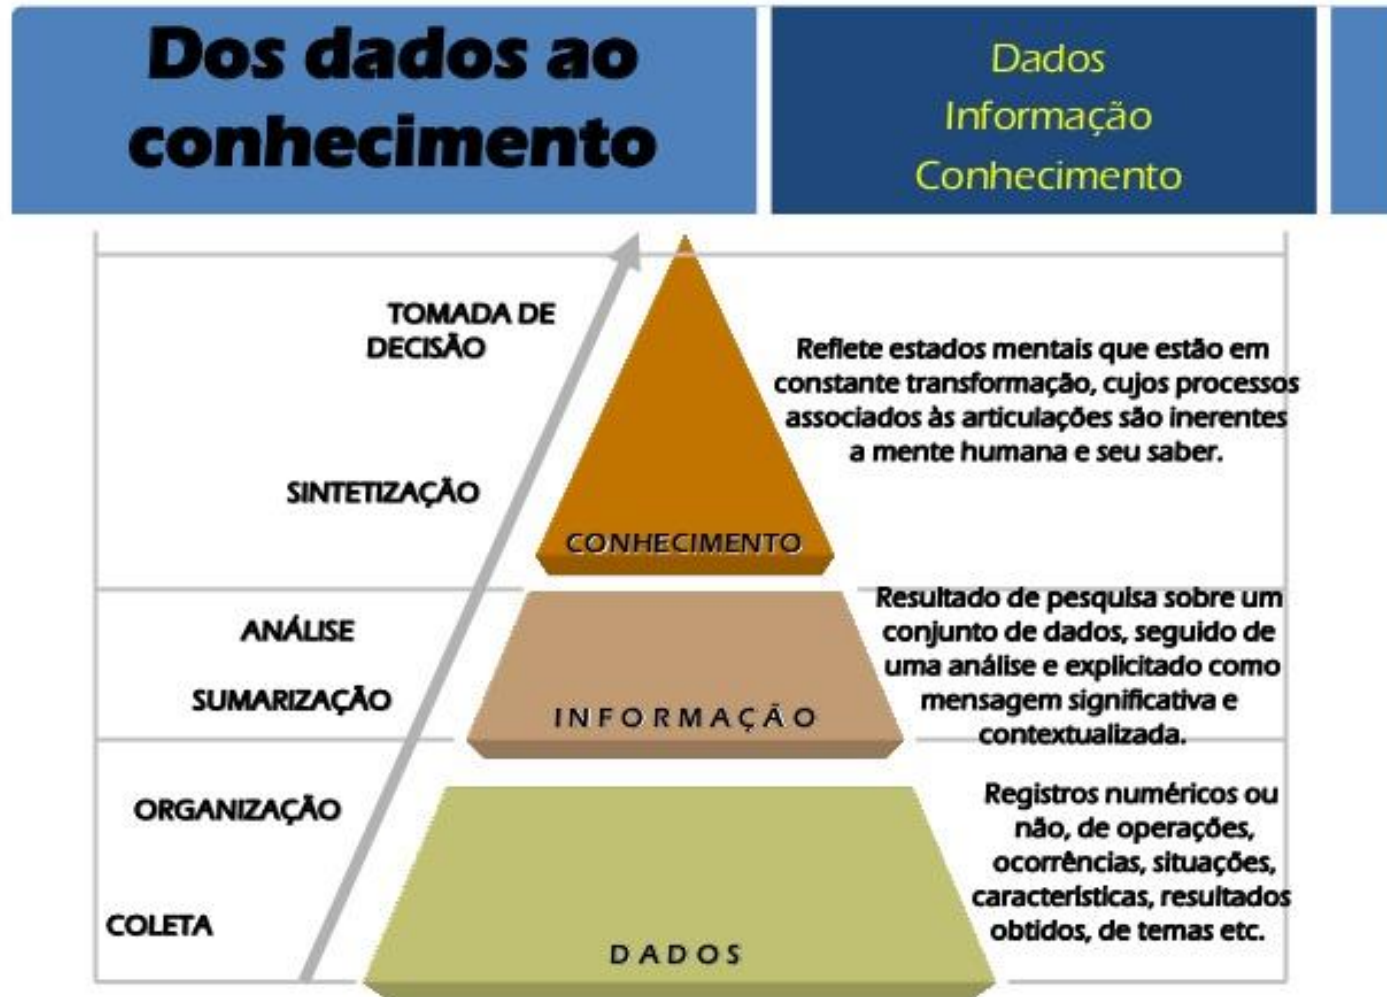 Dos dados ao
conhecimento
Dados
Informação
Conhecimento
TOMADA DE
DECISÃO
Reflete estados mentais que estão em
constante transformação, cujos processos
associados às articulações são inerentes
a mente humana e seu saber.
SINTETIZAÇÃO
CONHECIMENTO
ANÁLISE
SUMARIZAÇÃO
INFORMAÇÃO
Resultado de pesquisa sobre um
conjunto de dados, seguido de
uma análise e explicitado como
mensagem significativa e
contextualizada.
ORGANIZAÇÃO
COLETA
DADOS
Registros numéricos ou
não, de operações,
ocorrências, situações,
características, resultados
obtidos, de temas etc.